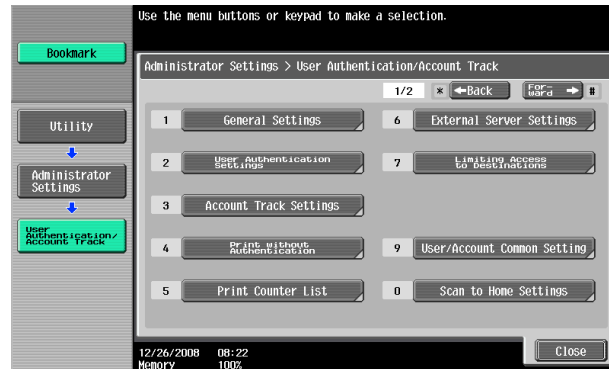 Use the menu buttons or keypad to make a selection.
Bookmark
Administrator Settings > User Authentication/Account Track
1/2 * ←Back For-ward → #
Utility
Administrator
Settings
User
Authentication/
Account Track
1 General Settings
6 External Server Settings
2 User Authentication
Settings
7 Limiting Access
to Destinations
3 Account Track Settings
4 Print without
Authentication
9 User/Account Common Setting
5 Print Counter List
0 Scan to Home Settings
12/26/2008 08:22
Memory 100%
Close